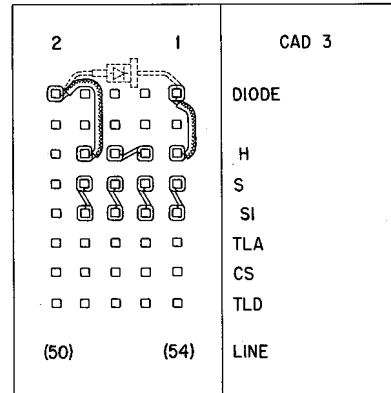 2 1 CAD 3
DIODE
H
S
SI
TLA
CS
TLD
(50) (54) LINE